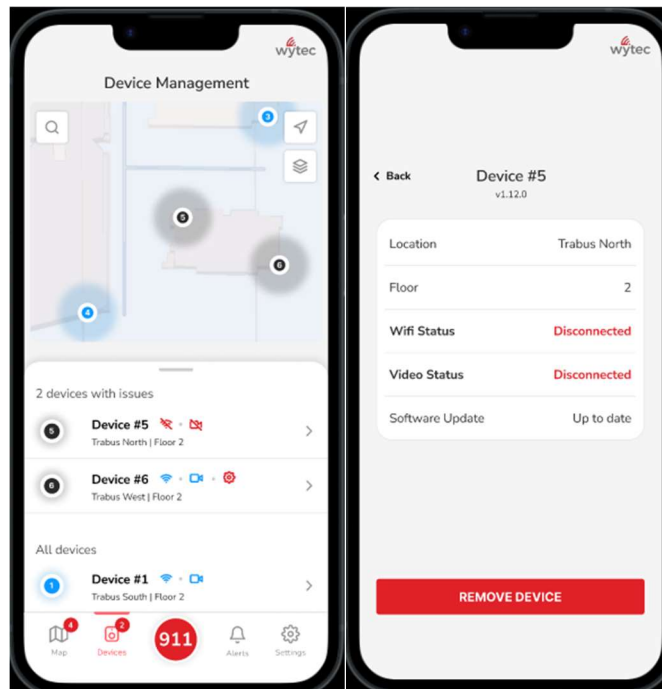 wytec
Device Management
3
5
6
4
2 devices with issues
5
Device #5
Trabus North | Floor 2
6
Device #6
Trabus West | Floor 2
All devices
1
Device #1
Trabus South | Floor 2
4
2
911
Map
Devices
Alerts
Settings
wytec
Back
Device #5
v1.12.0
Location Trabus North
Floor 2
Wifi Status Disconnected
Video Status Disconnected
Software Update Up to date
REMOVE DEVICE